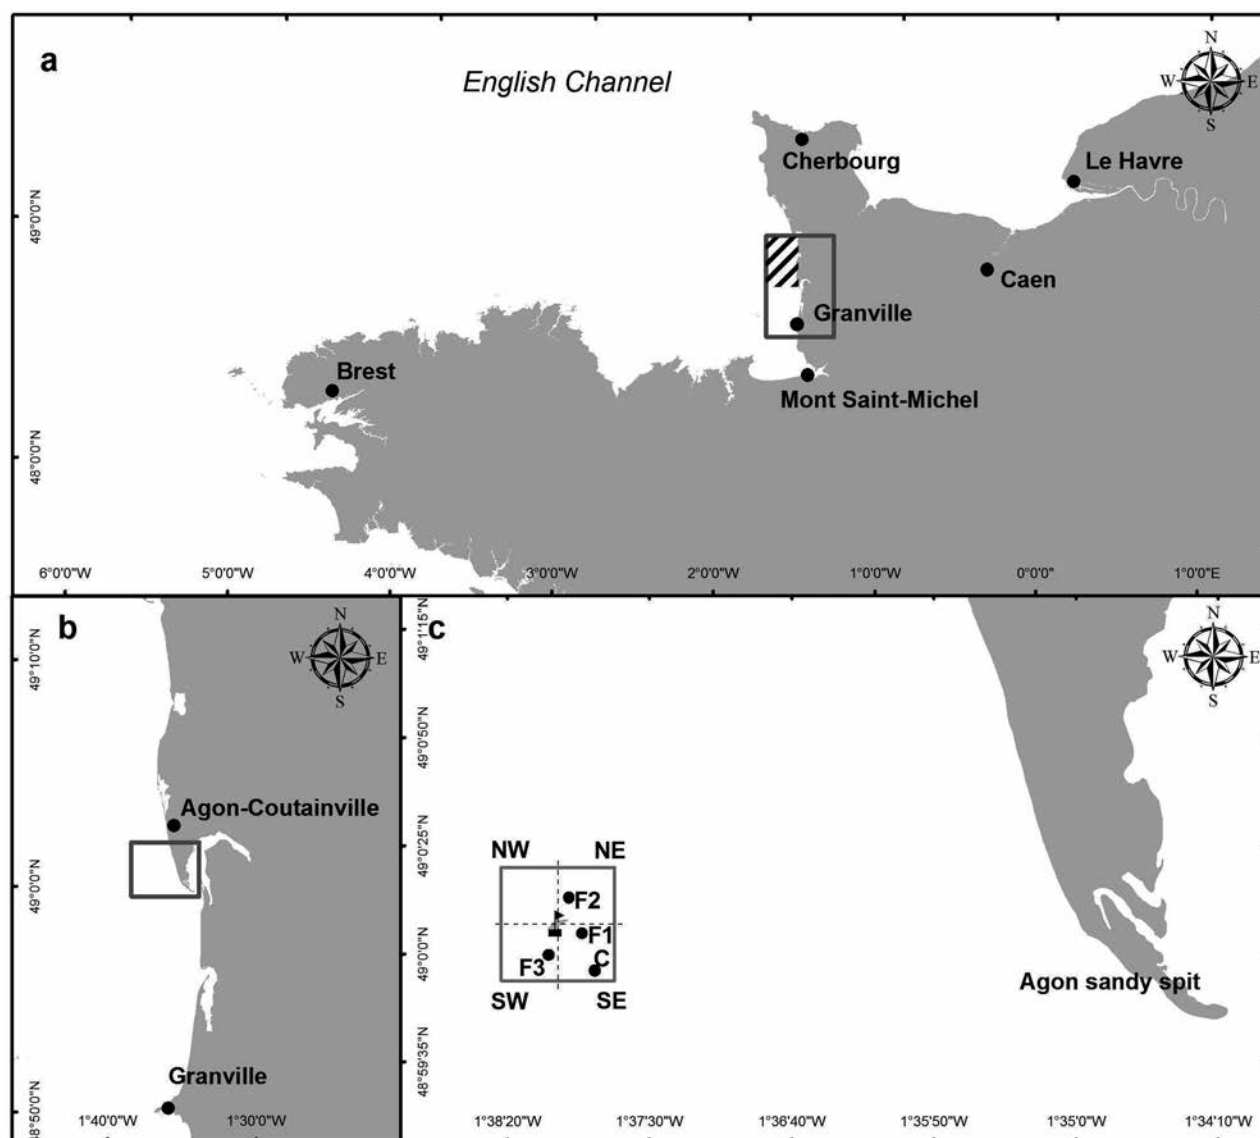 a
English Channel
N
W E
S
Cherbourg
Le Havre
49°0'0"N
Caen
Granville
Brest
Mont Saint-Michel
48°0'0"N
6°0'0"W 5°0'0"W 4°0'0"W 3°0'0"W 2°0'0"W 1°0'0"W 0°0'0" 1°0'0"E
b
N
W E
S
49°10'0"N
Agon-Coutainville
49°0'0"N
Granville
48°50'0"N
1°40'0"W 1°30'0"W
c
N
W E
S
49°1'15"N
49°0'50"N
49°0'25"N
NW NE
F2
F1
49°0'0"N
F3 C
SW SE
Agon sandy spit
48°59'35"N
1°38'20"W 1°37'30"W 1°36'40"W 1°35'50"W 1°35'0"W 1°34'10"W